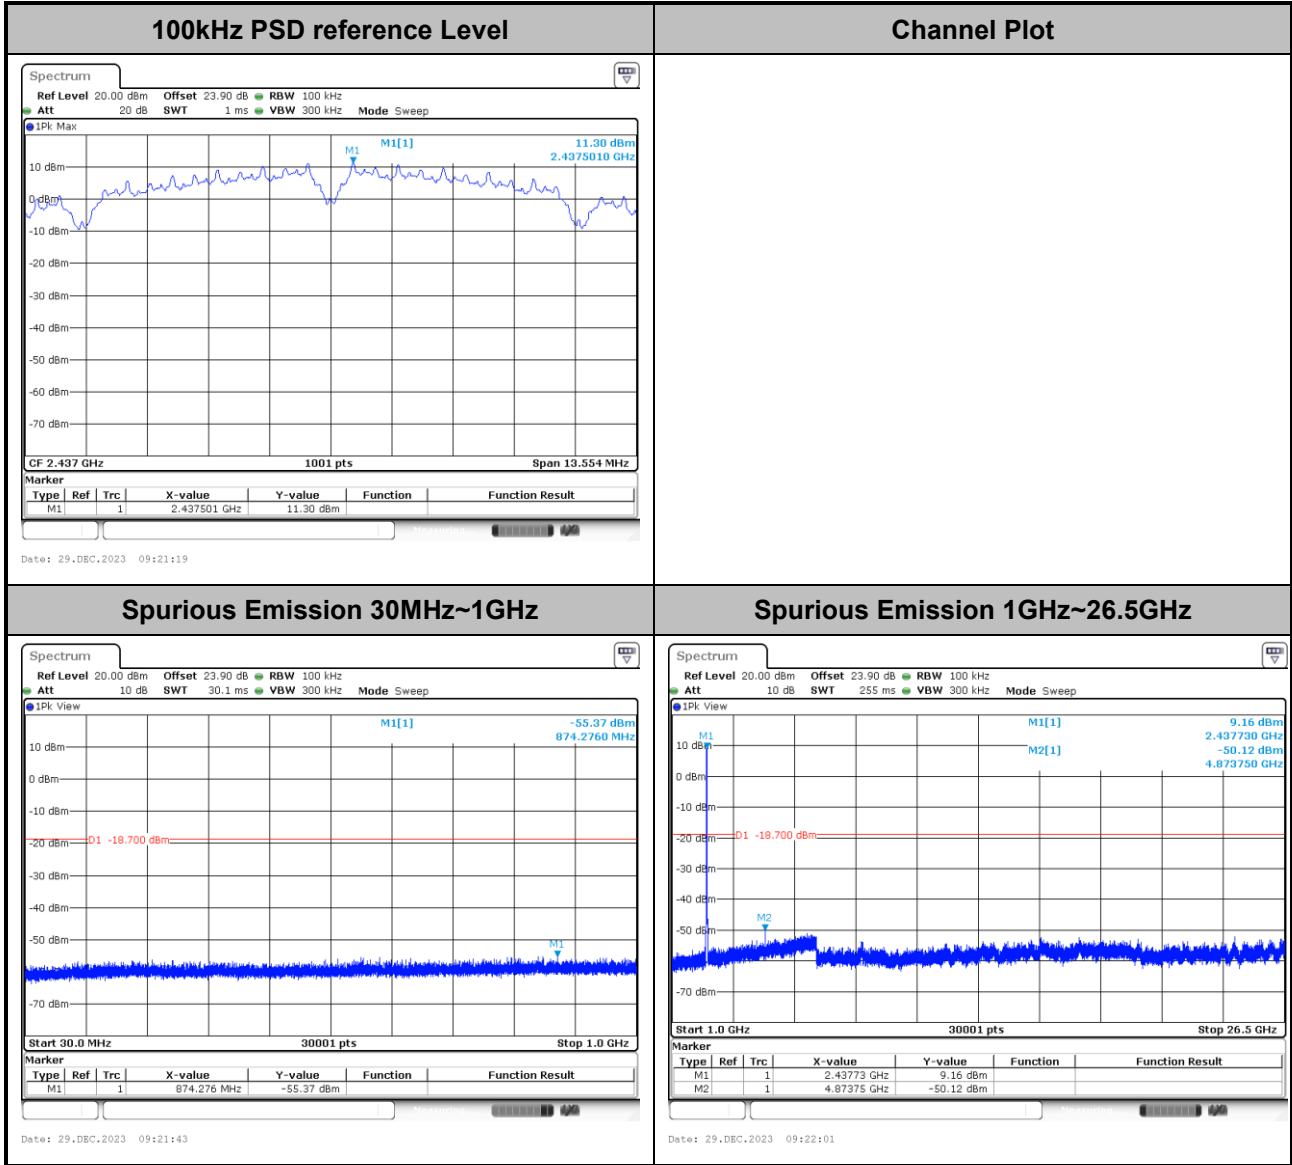 100kHz PSD reference Level
Channel Plot
Spectrum
Ref Level 20.00 dBm Offset 23.90 dB RBW 100 kHz
Att 20 dB SWT 1 ms VBW 300 kHz Mode Sweep
1Pk Max
M1[1] 11.30 dBm
2.4375010 GHz
M1
10 dBm
0 dBm
-10 dBm
-20 dBm
-30 dBm
-40 dBm
-50 dBm
-60 dBm
-70 dBm
CF 2.437 GHz 1001 pts Span 13.554 MHz
Marker
Type Ref Trc X-value Y-value Function Function Result
M1 1 2.437501 GHz 11.30 dBm
Date: 29.DEC.2023 09:21:19
Spurious Emission 30MHz~1GHz
Spurious Emission 1GHz~26.5GHz
Spectrum
Ref Level 20.00 dBm Offset 23.90 dB RBW 100 kHz
Att 10 dB SWT 30.1 ms VBW 300 kHz Mode Sweep
1Pk View
M1[1] -55.37 dBm
874.2760 MHz
10 dBm
0 dBm
-10 dBm
-20 dBm
D1 -18.700 dBm
-30 dBm
-40 dBm
-50 dBm
M1
-70 dBm
Start 30.0 MHz 30001 pts Stop 1.0 GHz
Marker
Type Ref Trc X-value Y-value Function Function Result
M1 1 874.276 MHz -55.37 dBm
Date: 29.DEC.2023 09:21:43
Spectrum
Ref Level 20.00 dBm Offset 23.90 dB RBW 100 kHz
Att 10 dB SWT 255 ms VBW 300 kHz Mode Sweep
1Pk View
M1[1] 9.16 dBm
2.437730 GHz
M2[1] -50.12 dBm
4.873750 GHz
M1
10 dBm
0 dBm
-10 dBm
-20 dBm
D1 -18.700 dBm
-30 dBm
-40 dBm
M2
-50 dBm
-70 dBm
Start 1.0 GHz 30001 pts Stop 26.5 GHz
Marker
Type Ref Trc X-value Y-value Function Function Result
M1 1 2.43773 GHz 9.16 dBm
M2 1 4.87375 GHz -50.12 dBm
Date: 29.DEC.2023 09:22:01